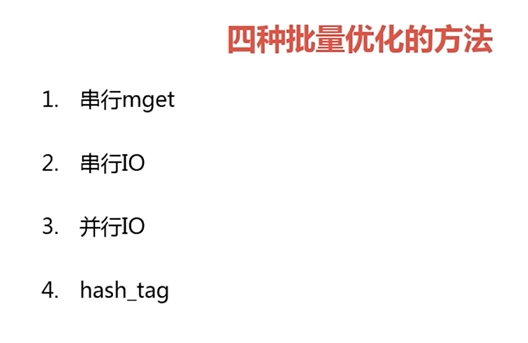 四种批量优化的方法
1. 串行mget
2. 串行IO
3. 并行IO
4. hash_tag